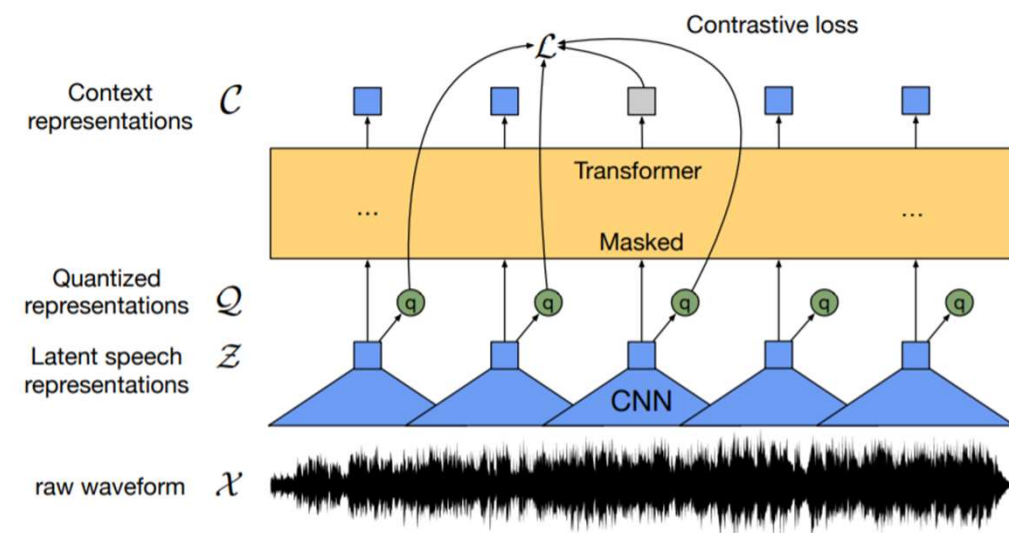 Contrastive loss
ℒ
Context
representations 𝒞
Transformer
... ...
Masked
Quantized
representations 𝒬
q q q q q
Latent speech
representations 𝒵
CNN
raw waveform 𝒳